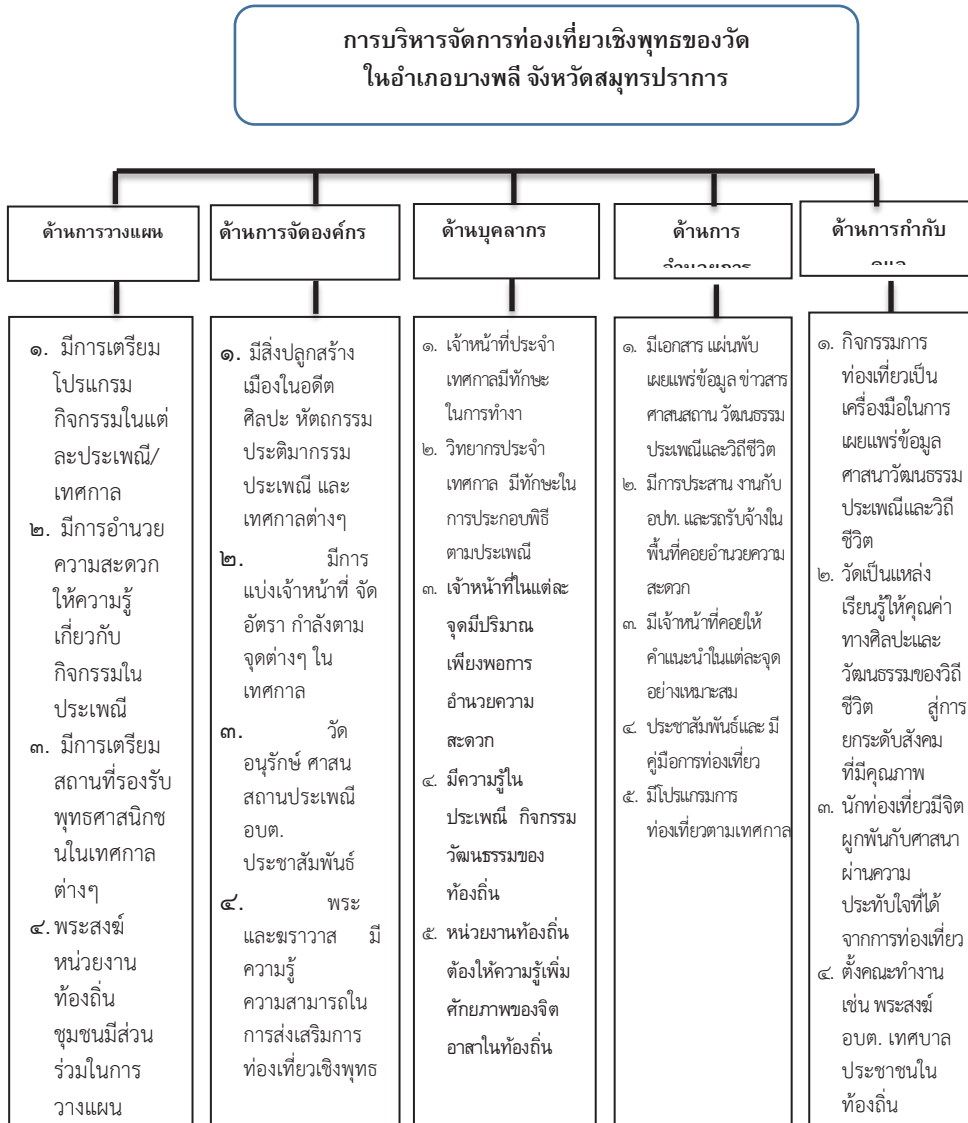 การบริหารจัดการท่องเที่ยวเชิงพุทธของวัด
ในอำเภอบางพลี จังหวัดสมุทรปราการ
ด้านการวางแผน
๑. มีการเตรียม
โปรแกรม
กิจกรรมในแต่
ละประเพณี/
เทศกาล
๒. มีการอำนวย
ความสะดวก
ให้ความรู้
เกี่ยวกับ
กิจกรรมใน
ประเพณี
๓. มีการเตรียม
สถานที่รองรับ
พุทธศาสนิกช
นในเทศกาล
ต่างๆ
๔. พระสงฆ์
หน่วยงาน
ท้องถิ่น
ชุมชนมีส่วน
ร่วมในการ
วางแผน
ด้านการจัดองค์กร
๑. มีสิ่งปลูกสร้าง
เมืองในอดีต
ศิลปะ หัตถกรรม
ประติมากรรม
ประเพณี และ
เทศกาลต่างๆ
๒. มีการ
แบ่งเจ้าหน้าที่ จัด
อัตรา กำลังตาม
จุดต่างๆ ใน
เทศกาล
๓. วัด
อนุรักษ์ ศาสน
สถานประเพณี
อบต.
ประชาสัมพันธ์
๔. พระ
และฆราวาส มี
ความรู้
ความสามารถใน
การส่งเสริมการ
ท่องเที่ยวเชิงพุทธ
ด้านบุคลากร
๑. เจ้าหน้าที่ประจำ
เทศกาลมีทักษะ
ในการทำงา
๒. วิทยากรประจำ
เทศกาล มีทักษะใน
การประกอบพิธี
ตามประเพณี
๓. เจ้าหน้าที่ในแต่ละ
จุดมีปริมาณ
เพียงพอการ
อำนวยความ
สะดวก
๔. มีความรู้ใน
ประเพณี กิจกรรม
วัฒนธรรมของ
ท้องถิ่น
๕. หน่วยงานท้องถิ่น
ต้องให้ความรู้เพิ่ม
ศักยภาพของจิต
อาสาในท้องถิ่น
ด้านการ
อำนวยการ
๑. มีเอกสาร แผ่นพับ
เผยแพร่ข้อมูล ข่าวสาร
ศาสนสถาน วัฒนธรรม
ประเพณีและวิถีชีวิต
๒. มีการประสาน งานกับ
อปท. และรถรับจ้างใน
พื้นที่คอยอำนวยความ
สะดวก
๓. มีเจ้าหน้าที่คอยให้
คำแนะนำในแต่ละจุด
อย่างเหมาะสม
๔. ประชาสัมพันธ์และ มี
คู่มือการท่องเที่ยว
๕. มีโปรแกรมการ
ท่องเที่ยวตามเทศกาล
ด้านการกำกับ
ดูแล
๑. กิจกรรมการ
ท่องเที่ยวเป็น
เครื่องมือในการ
เผยแพร่ข้อมูล
ศาสนาวัฒนธรรม
ประเพณีและวิถี
ชีวิต
๒. วัดเป็นแหล่ง
เรียนรู้ให้คุณค่า
ทางศิลปะและ
วัฒนธรรมของวิถี
ชีวิต สู่การ
ยกระดับสังคม
ที่มีคุณภาพ
๓. นักท่องเที่ยวมีจิต
ผูกพันกับศาสนา
ผ่านความ
ประทับใจที่ได้
จากการท่องเที่ยว
๔. ตั้งคณะทำงาน
เช่น พระสงฆ์
อบต. เทศบาล
ประชาชนใน
ท้องถิ่น